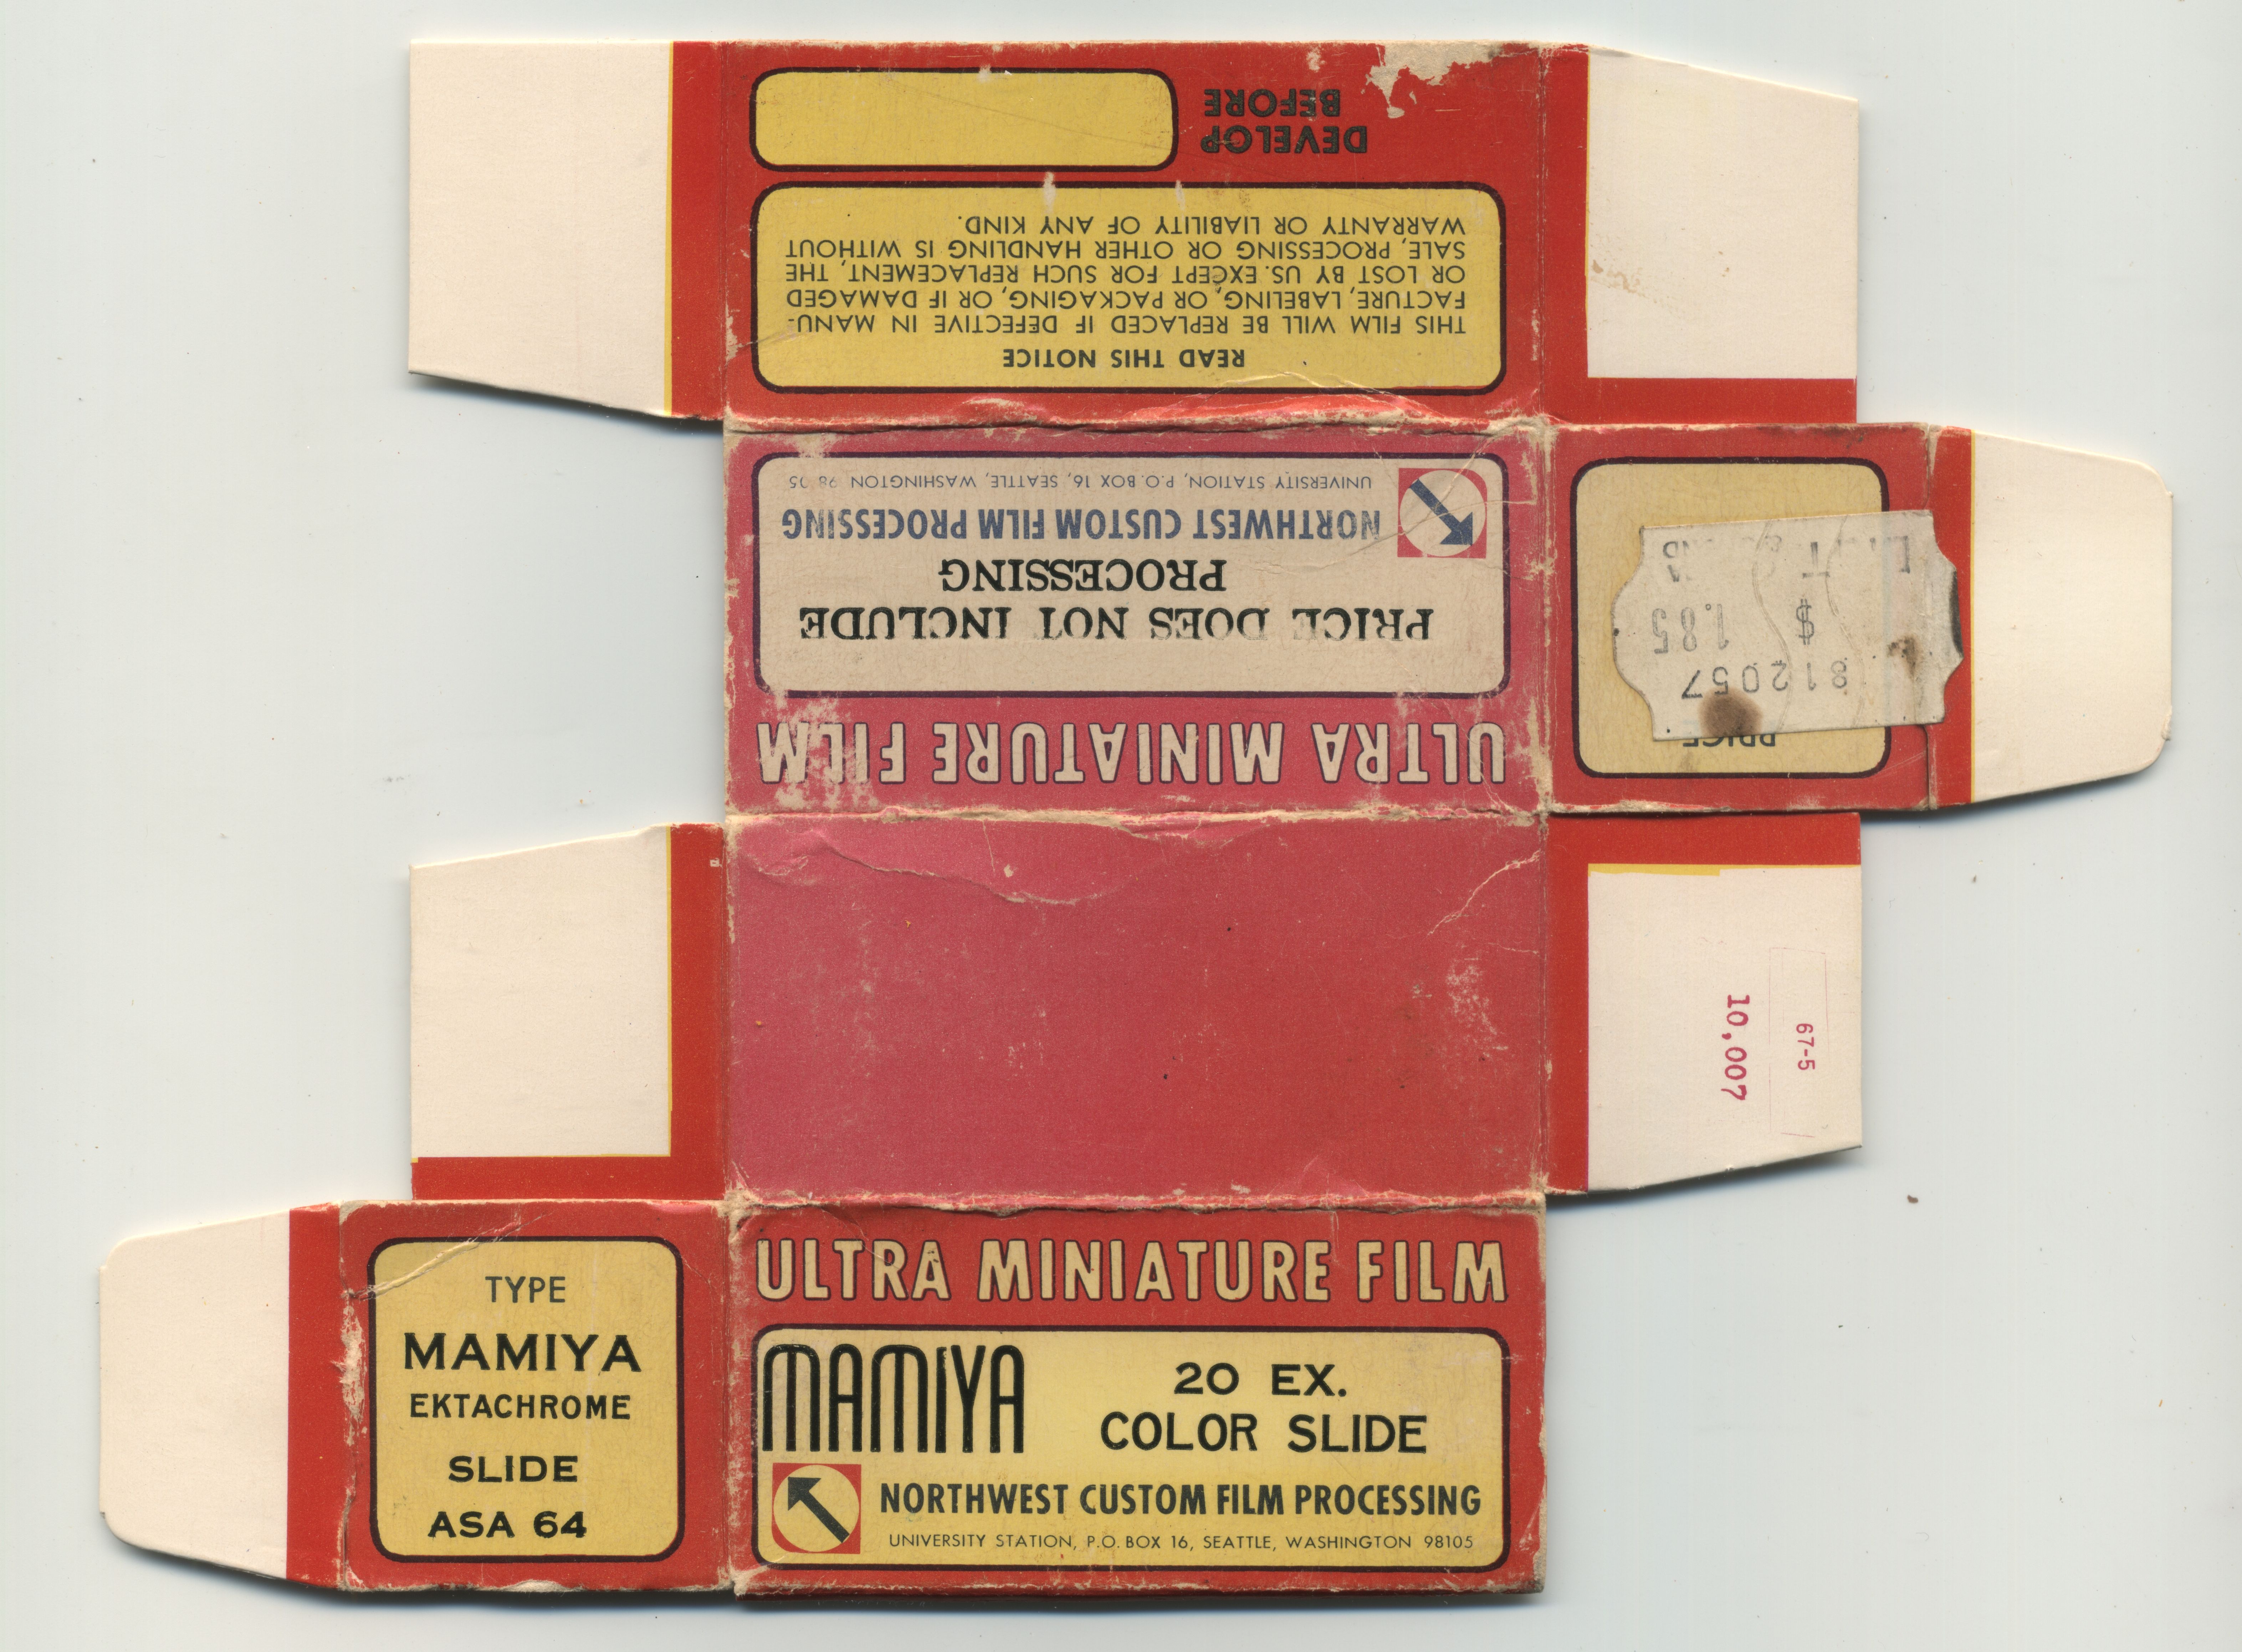 DEVELOP
BEFORE
READ THIS NOTICE
THIS FILM WILL BE REPLACED IF DEFECTIVE IN MANU-
FACTURE, LABELING, OR PACKAGING, OR IF DAMAGED
OR LOST BY US. EXCEPT FOR SUCH REPLACEMENT, THE
SALE, PROCESSING OR OTHER HANDLING IS WITHOUT
WARRANTY OR LIABILITY OF ANY KIND.
ULTRA MINIATURE FILM
PRICE DOES NOT INCLUDE
PROCESSING
NORTHWEST CUSTOM FILM PROCESSING
UNIVERSITY STATION, P.O. BOX 16, SEATTLE, WASHINGTON 98 05
PRICE
812057
$ 1.85
67-5
10,007
TYPE
MAMIYA
EKTACHROME
SLIDE
ASA 64
ULTRA MINIATURE FILM
MAMIYA
20 EX.
COLOR SLIDE
NORTHWEST CUSTOM FILM PROCESSING
UNIVERSITY STATION, P.O. BOX 16, SEATTLE, WASHINGTON 98105